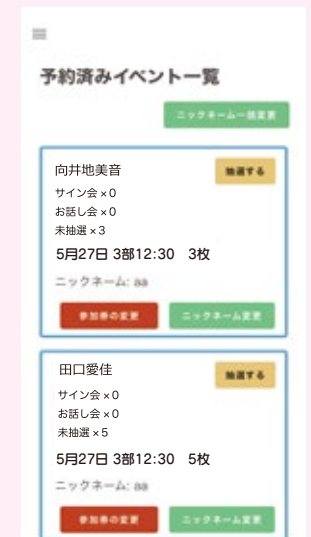 予約済みイベント一覧
ニックネーム一括変更
向井地美音
抽選する
サイン会×0
お話し会×0
未抽選×3
5月27日 3部12:30 3枚
ニックネーム: aa
参加券の変更
ニックネーム変更
田口愛佳
抽選する
サイン会×0
お話し会×0
未抽選×5
5月27日 3部12:30 5枚
ニックネーム: aa
参加券の変更
ニックネーム変更